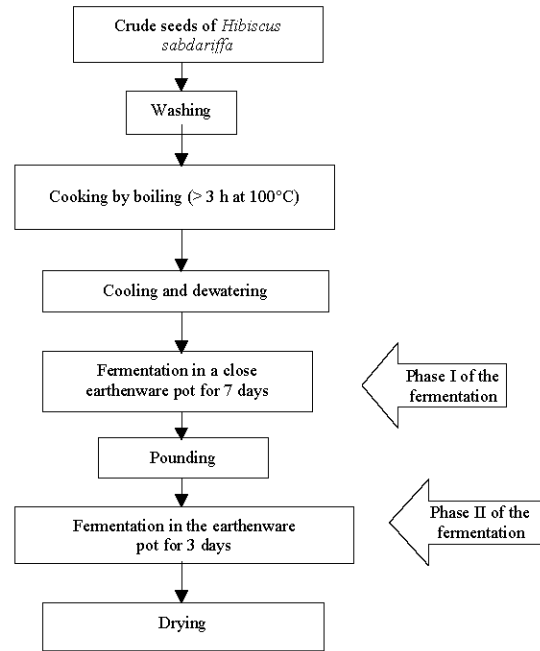 Crude seeds of Hibiscus
sabdariffa
Washing
Cooking by boiling (> 3 h at 100°C)
Cooling and dewatering
Fermentation in a close
earthenware pot for 7 days
Phase I of the
fermentation
Pounding
Fermentation in the earthenware
pot for 3 days
Phase II of the
fermentation
Drying